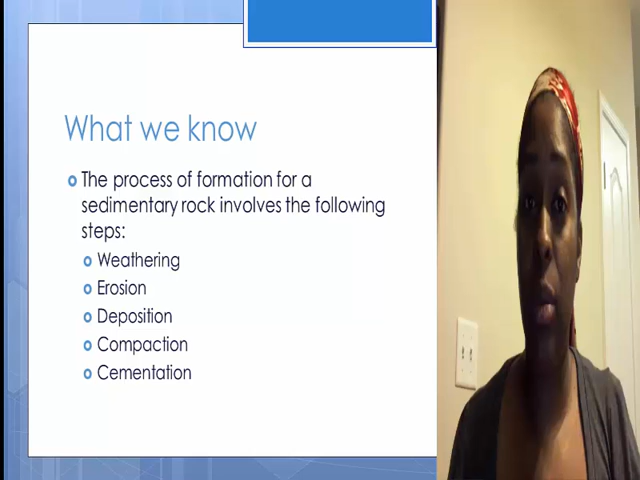 What we know
The process of formation for a
sedimentary rock involves the following
steps:
Weathering
Erosion
Deposition
Compaction
Cementation